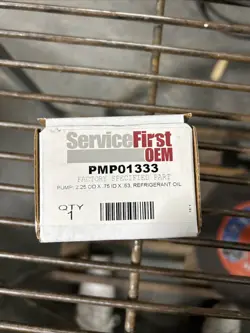 ServiceFirst
OEM
PMP01333
FACTORY SPECIFIED PART
PUMP; 2.25 OD X .75 ID X .63, REFRIGERANT OIL
QTY
1